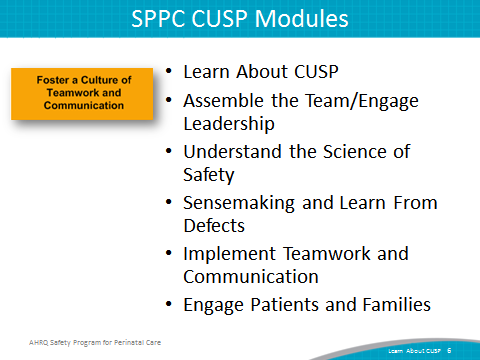 SPPC CUSP Modules
Foster a Culture of
Teamwork and
Communication
• Learn About CUSP
• Assemble the Team/Engage
Leadership
• Understand the Science of
Safety
• Sensemaking and Learn From
Defects
• Implement Teamwork and
Communication
• Engage Patients and Families
AHRQ Safety Program for Perinatal Care
Learn About CUSP 6